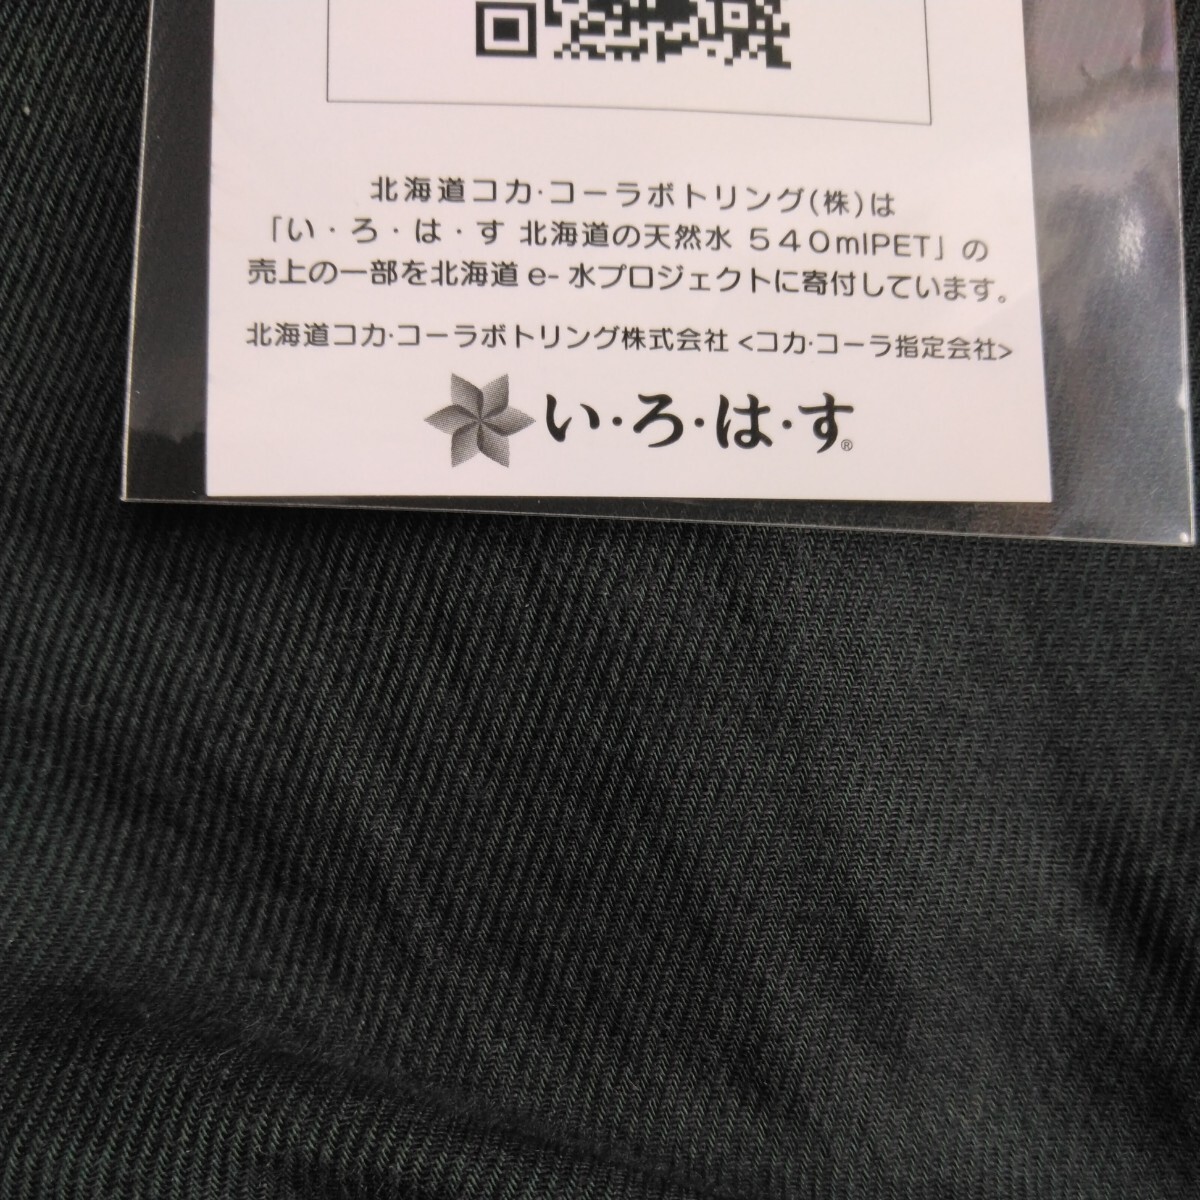 北海道コカ･コーラボトリング(株)は
「い・ろ・は・す 北海道の天然水 ５４０mlPET」の
売上の一部を北海道 e- 水プロジェクトに寄付しています。
北海道コカ･コーラボトリング株式会社 <コカ･コーラ指定会社>
い・ろ・は・す®